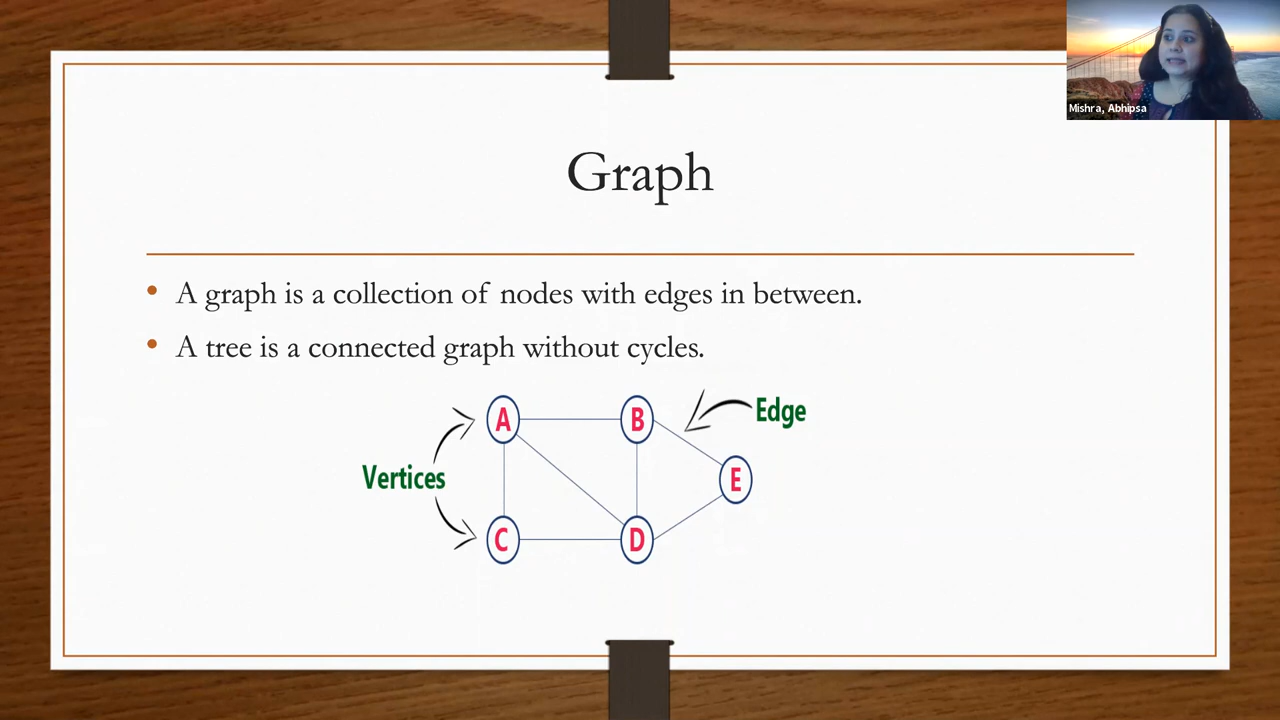 Mishra, Abhipsa
Graph
• A graph is a collection of nodes with edges in between.
• A tree is a connected graph without cycles.
A
B
Edge
Vertices
E
C
D